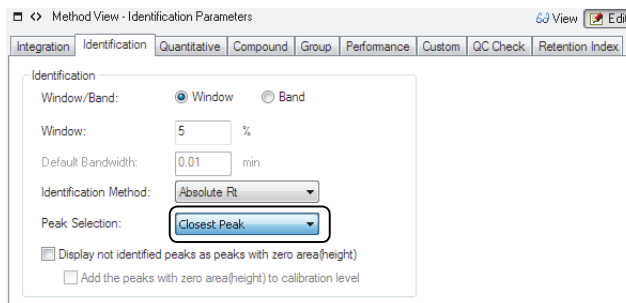 Method View - Identification Parameters
View Edi
Integration Identification Quantitative Compound Group Performance Custom QC Check Retention Index
Identification
Window/Band: Window Band
Window: 5 %
Default Bandwidth: 0.01 min
Identification Method: Absolute Rt
Peak Selection: Closest Peak
Display not identified peaks as peaks with zero area(height)
Add the peaks with zero area(height) to calibration level